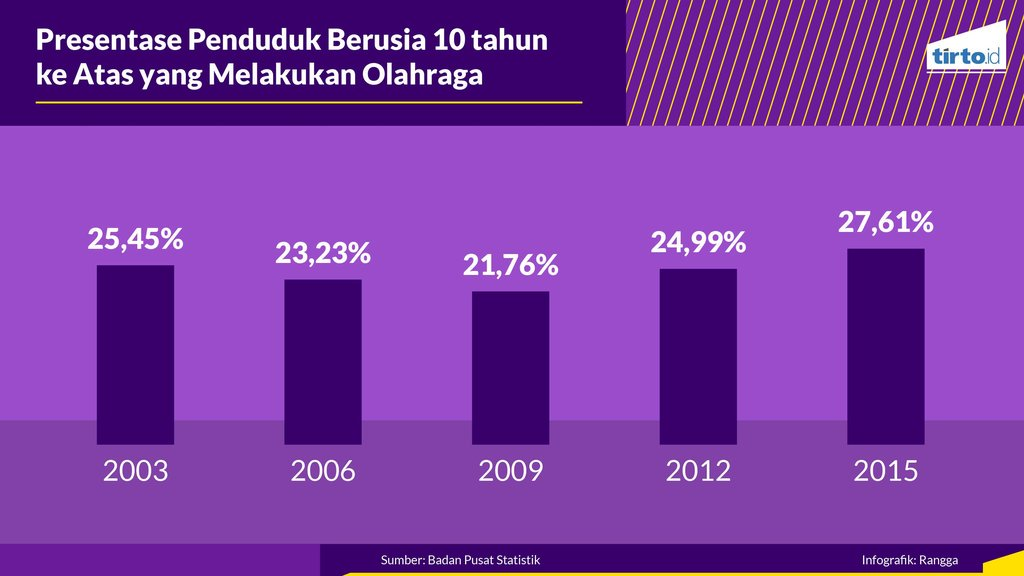 Presentase Penduduk Berusia 10 tahun
ke Atas yang Melakukan Olahraga
tirto.id
25,45%
23,23%
21,76%
24,99%
27,61%
2003
2006
2009
2012
2015
Sumber: Badan Pusat Statistik
Infografik: Rangga